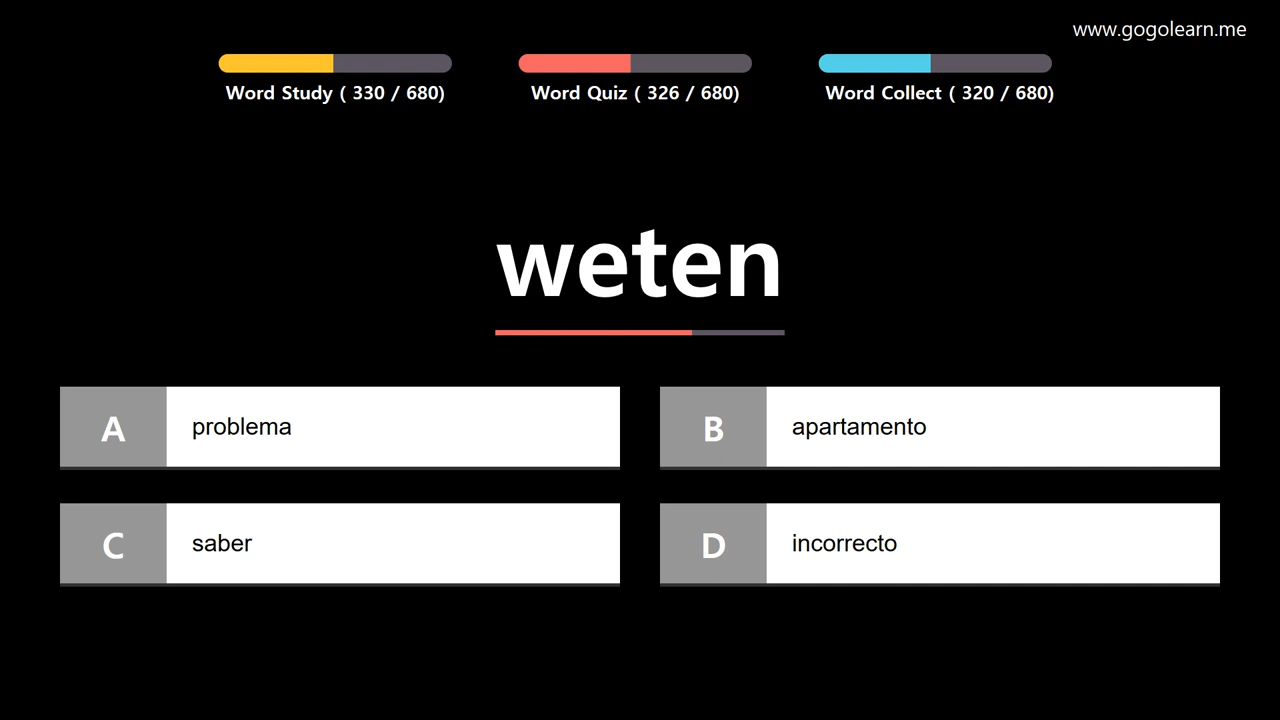 www.gogolearn.me
Word Study ( 330 / 680)
Word Quiz ( 326 / 680)
Word Collect ( 320 / 680)
weten
A problema
B apartamento
C saber
D incorrecto